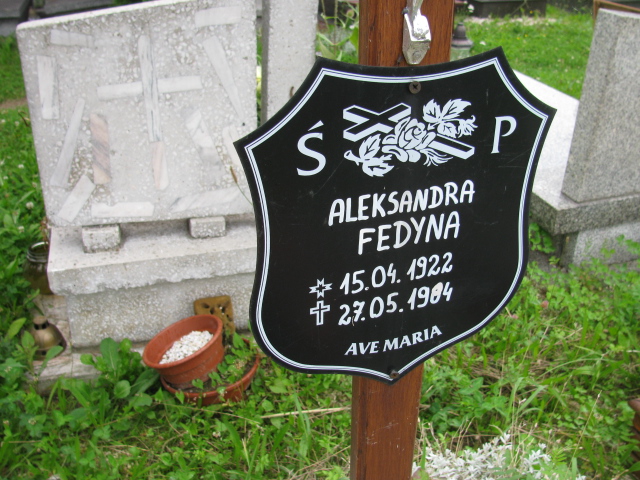 Ś P
ALEKSANDRA
FEDYNA
15.04.1922
27.05.1984
AVE MARIA